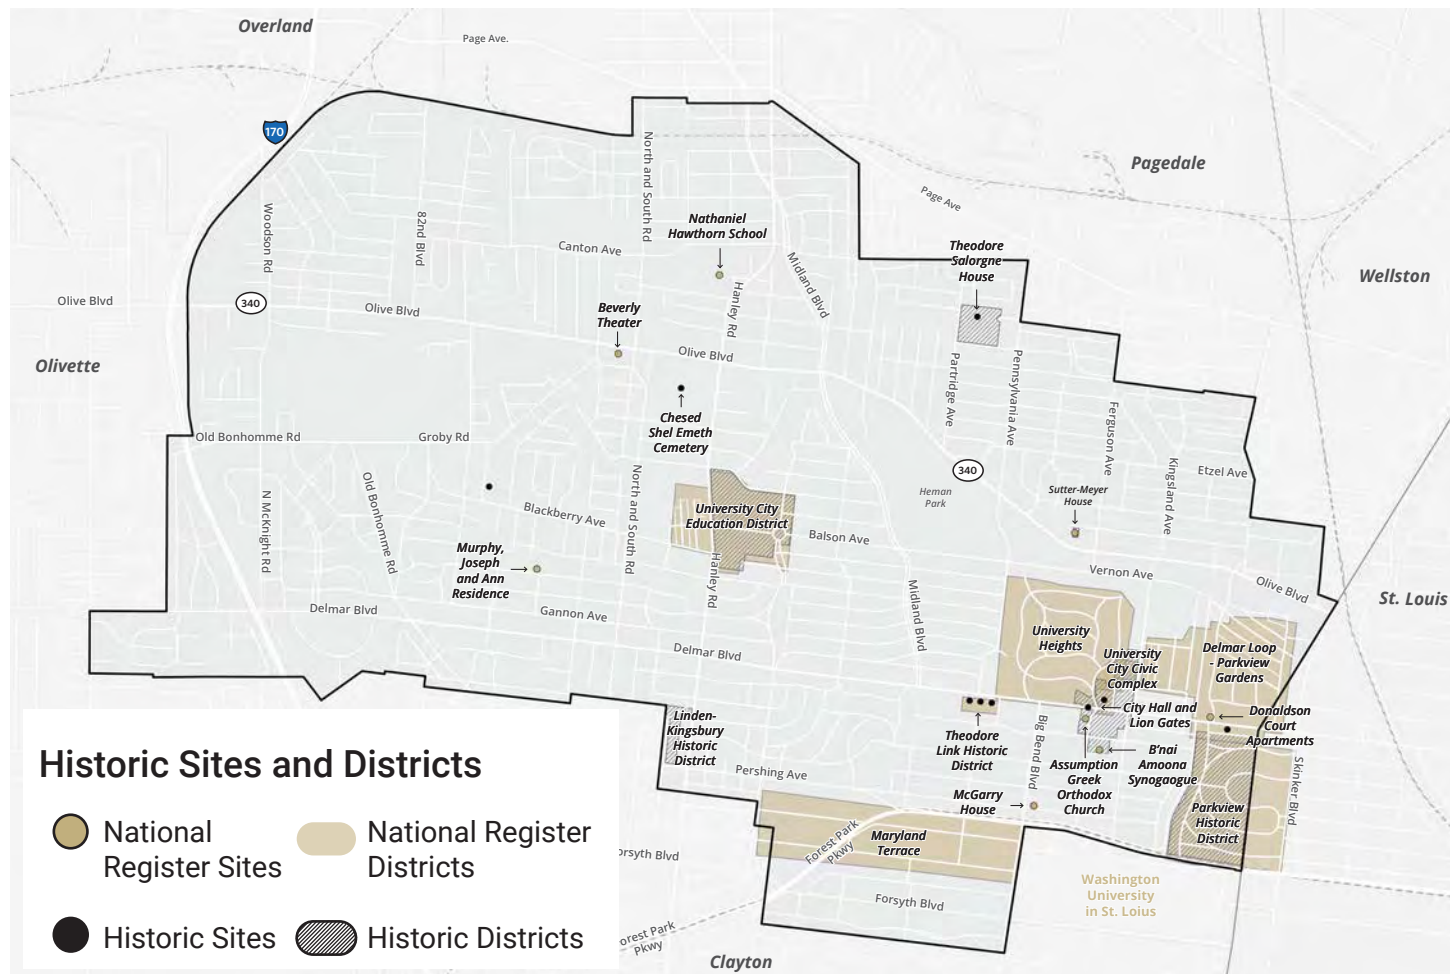 Overland
Page Ave.
170
Pagedale
Page Ave
Wellston
Olivette
St. Louis
Clayton
North and South Rd
Woodson Rd
82nd Blvd
Canton Ave
Nathaniel
Hawthorn School
Midland Blvd
Theodore
Salorgne
House
Olive Blvd
340
Olive Blvd
Beverly
Theater
Hanley Rd
Olive Blvd
Partridge Ave
Pennsylvania Ave
Ferguson Ave
Kingsland Ave
Etzel Ave
Chesed
Shel Emeth
Cemetery
Old Bonhomme Rd
Groby Rd
340
Heman
Park
Sutter-Meyer
House
N McKnight Rd
Old Bonhomme Rd
Blackberry Ave
North and South Rd
University City
Education District
Balson Ave
Hanley Rd
Midland Blvd
Vernon Ave
Olive Blvd
Murphy,
Joseph
and Ann
Residence
Delmar Blvd
Gannon Ave
Delmar Blvd
University
Heights
University
City Civic
Complex
Delmar Loop
- Parkview
Gardens
City Hall and
Lion Gates
Donaldson
Court
Apartments
Theodore
Link Historic
District
Big Bend Blvd
Assumption
Greek
Orthodox
Church
B'nai
Amoona
Synogaogue
Linden-
Kingsbury
Historic
District
Pershing Ave
McGarry
House
Parkview
Historic
District
Skinker Blvd
Maryland
Terrace
Forest Park
Pkwy
orsyth Blvd
Forsyth Blvd
orest Park
Pkwy
Washington
University
in St. Loius
Historic Sites and Districts
National
Register Sites
National Register
Districts
Historic Sites
Historic Districts